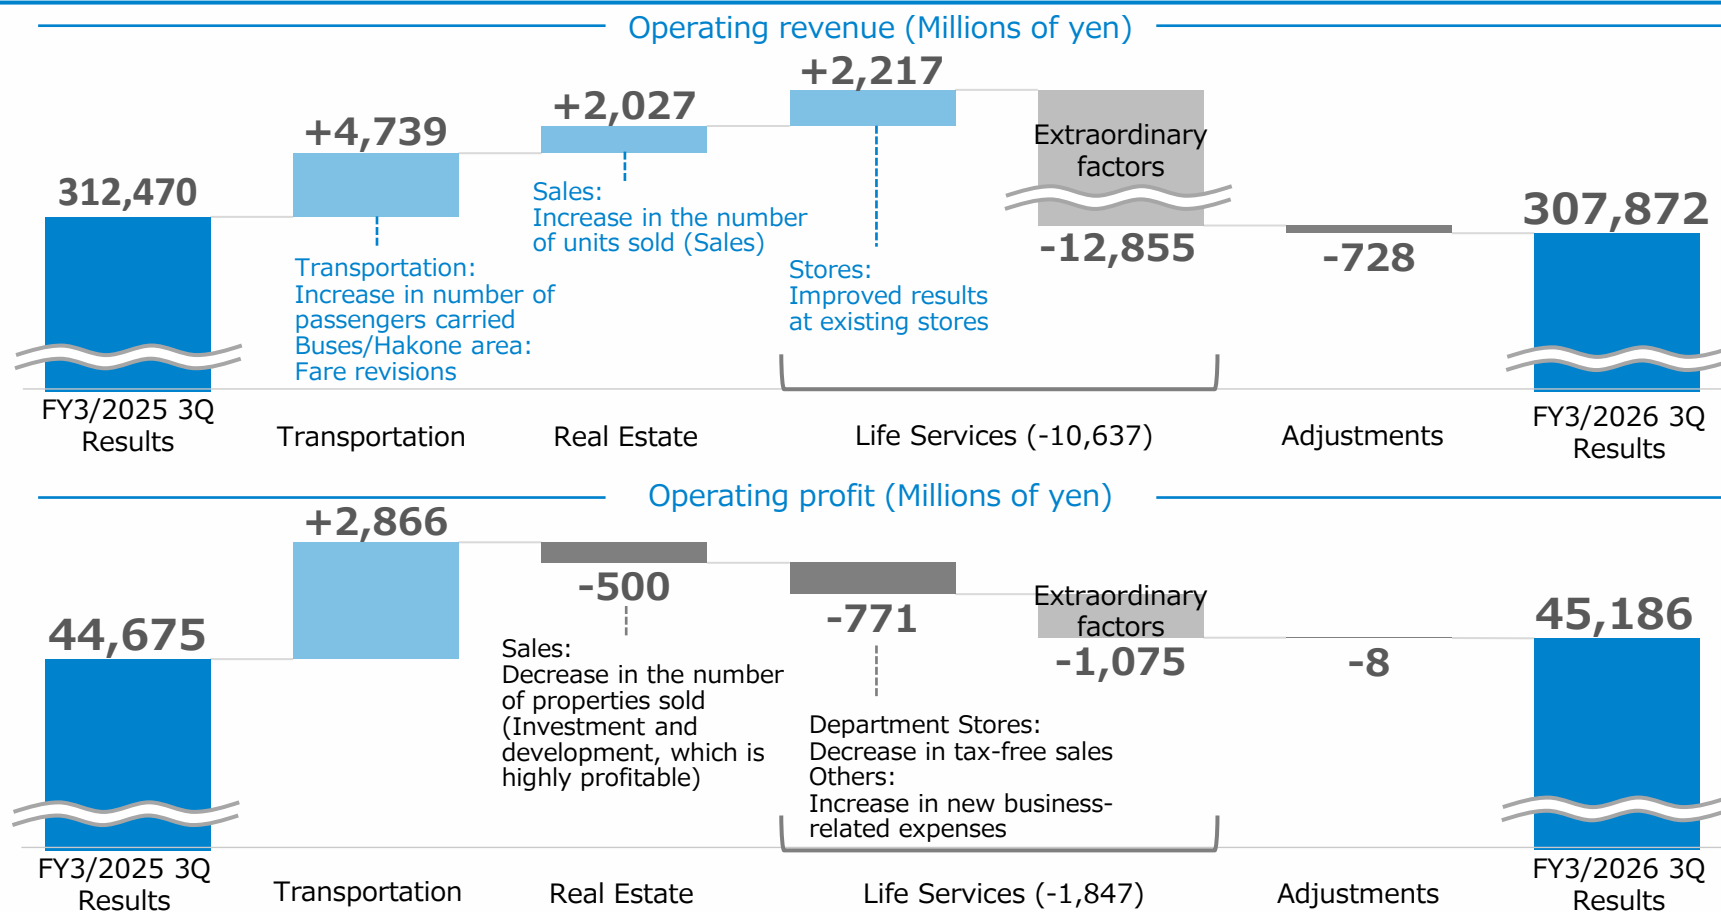 Operating revenue (Millions of yen)
+2,217
+2,027
+4,739
Extraordinary
factors
312,470
Sales:
Increase in the number
of units sold (Sales)
307,872
-12,855
-728
Transportation:
Increase in number of
passengers carried
Buses/Hakone area:
Fare revisions
Stores:
Improved results
at existing stores
FY3/2025 3Q
Results
Transportation
Real Estate
Life Services (-10,637)
Adjustments
FY3/2026 3Q
Results
Operating profit (Millions of yen)
+2,866
-500
-771
Extraordinary
factors
-1,075
-8
44,675
45,186
Sales:
Decrease in the number
of properties sold
(Investment and
development, which is
highly profitable)
Department Stores:
Decrease in tax-free sales
Others:
Increase in new business-
related expenses
FY3/2025 3Q
Results
Transportation
Real Estate
Life Services (-1,847)
Adjustments
FY3/2026 3Q
Results